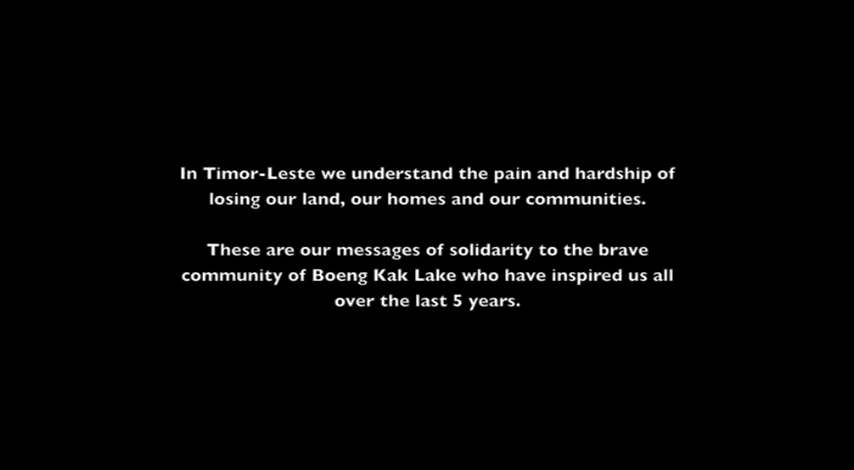 In Timor-Leste we understand the pain and hardship of
losing our land, our homes and our communities.
These are our messages of solidarity to the brave
community of Boeng Kak Lake who have inspired us all
over the last 5 years.